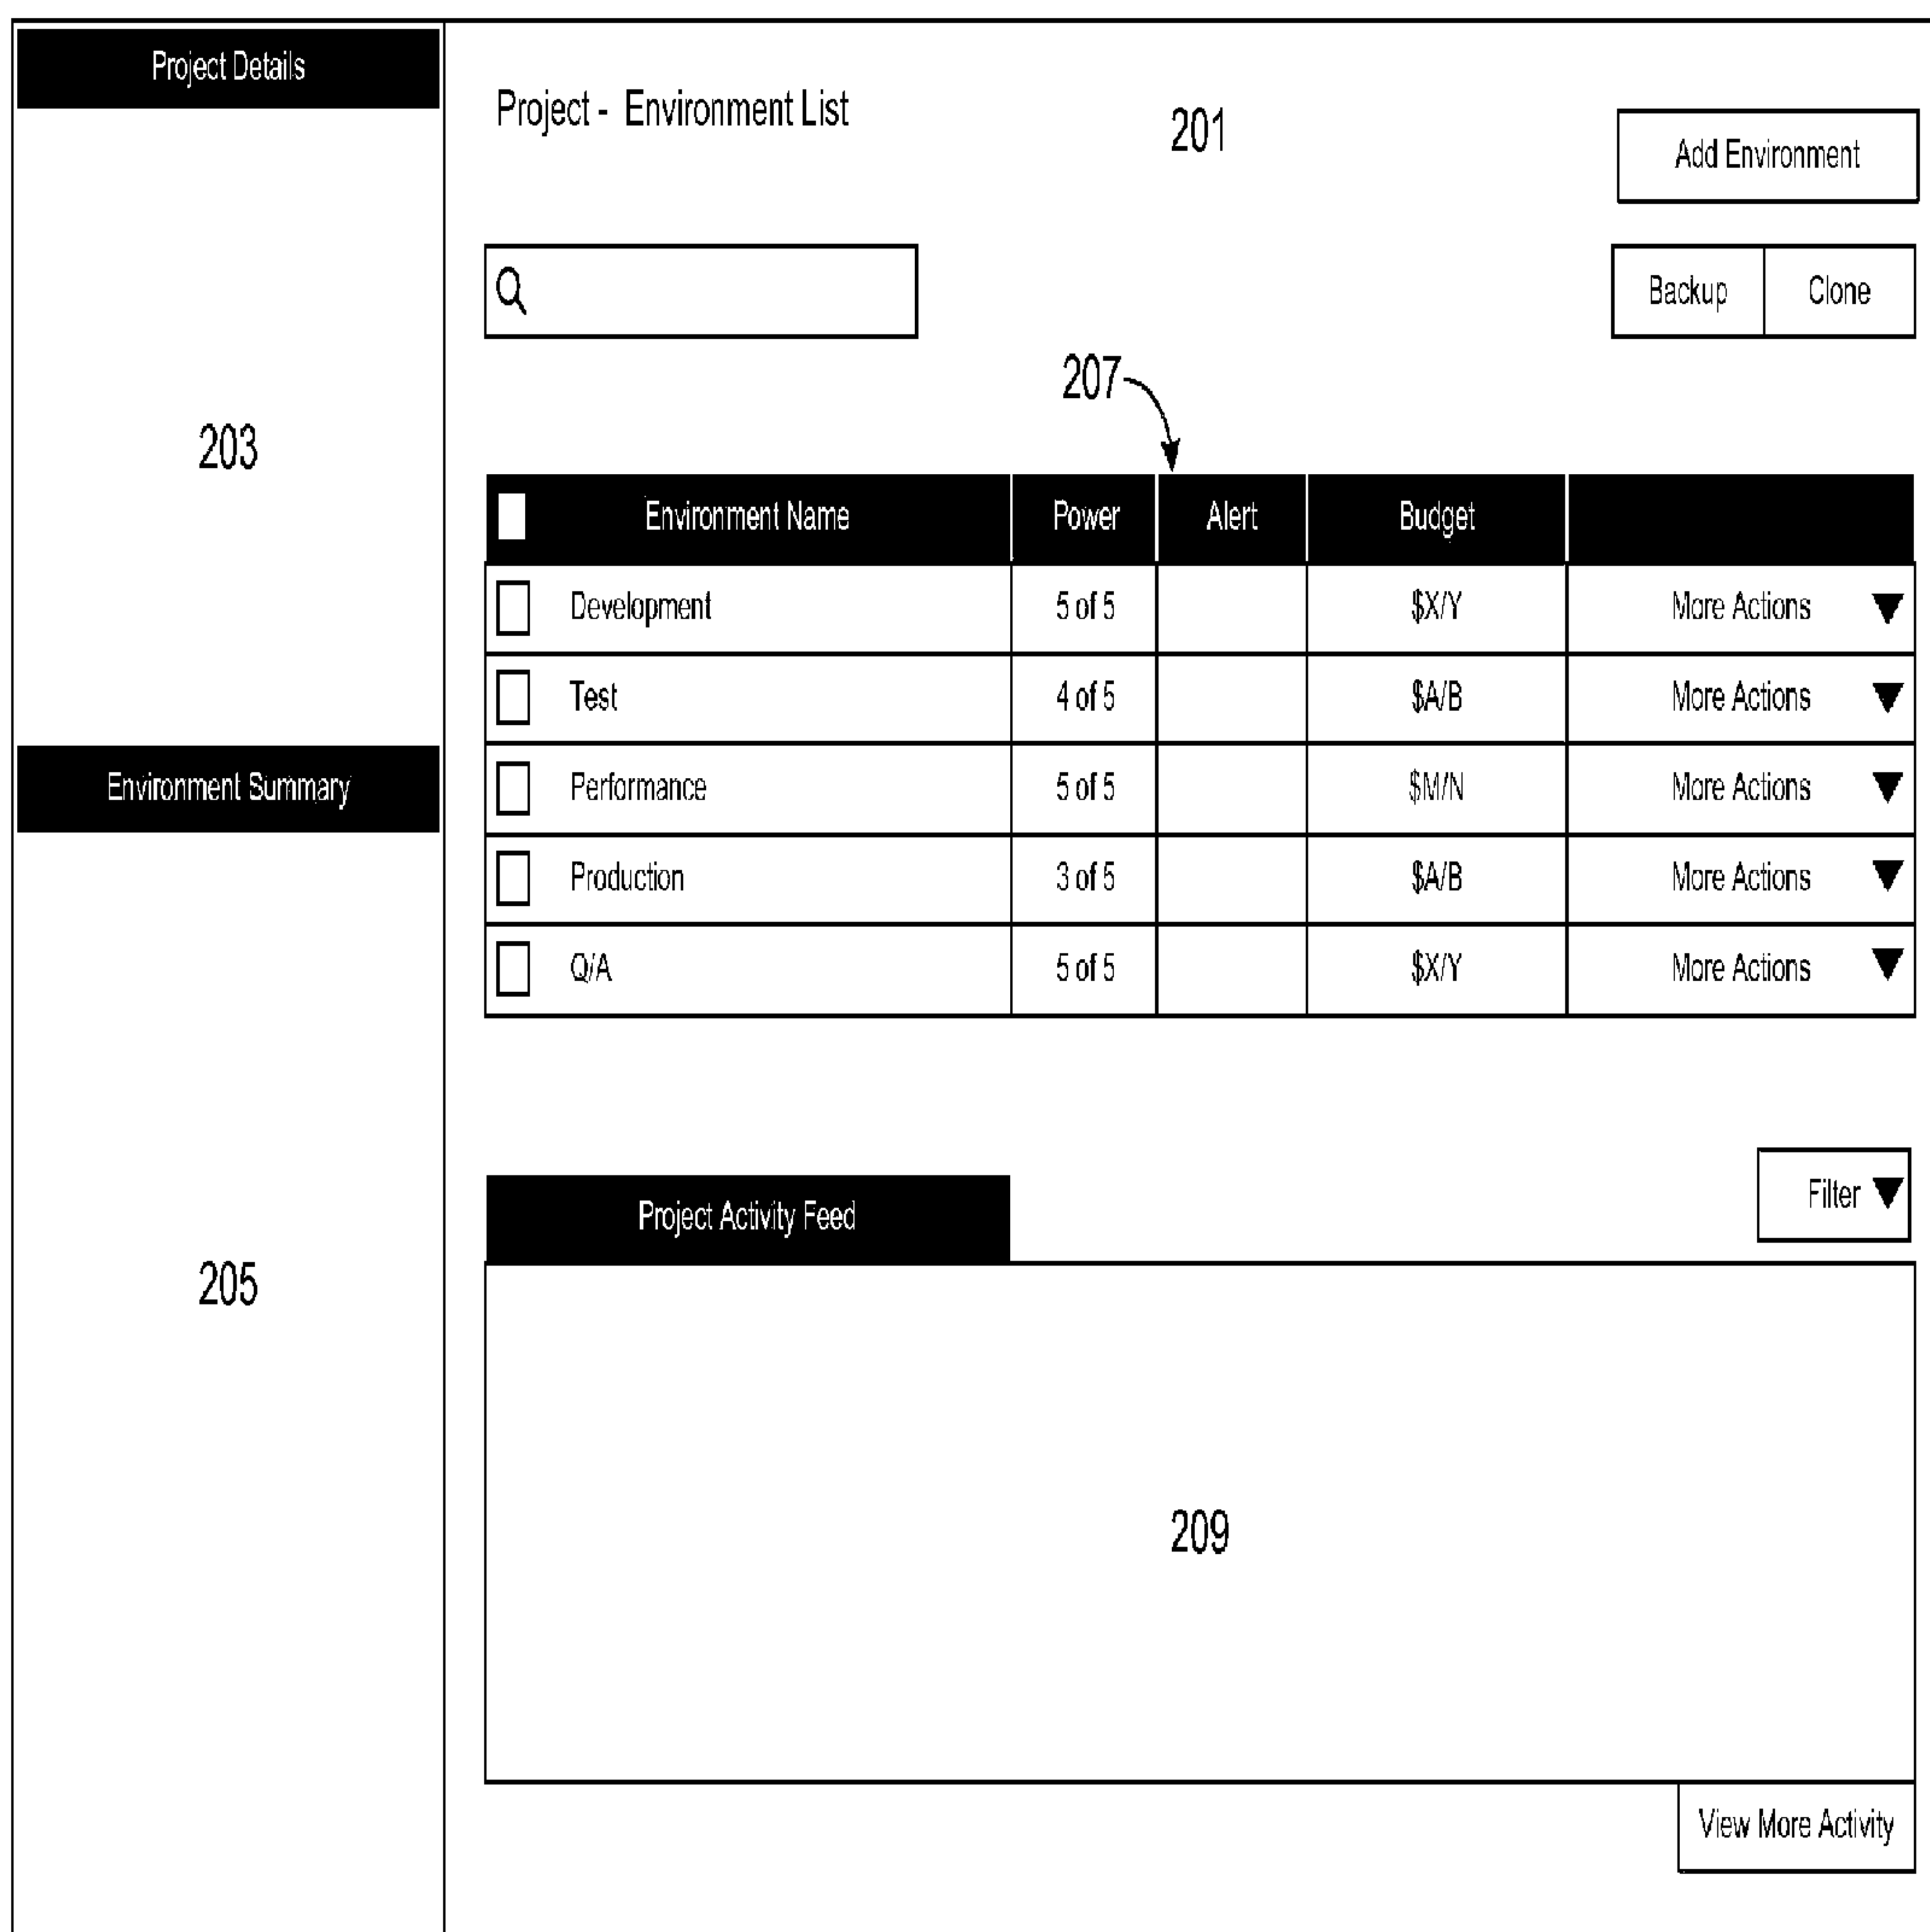 Project Details
203
Environment Summary
205
Project - Environment List
201
Add Environment
Backup Clone
207
Environment Name Power Alert Budget
Development 5 of 5 $X/Y More Actions
Test 4 of 5 $A/B More Actions
Performance 5 of 5 $M/N More Actions
Production 3 of 5 $A/B More Actions
Q/A 5 of 5 $X/Y More Actions
Filter
Project Activity Feed
209
View More Activity